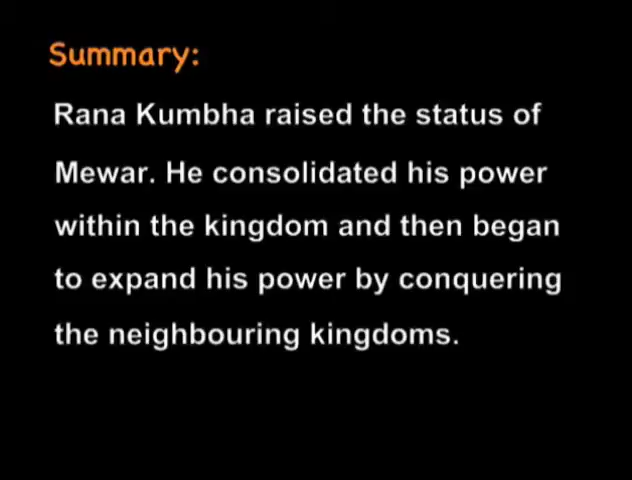 Summary:
Rana Kumbha raised the status of
Mewar. He consolidated his power
within the kingdom and then began
to expand his power by conquering
the neighbouring kingdoms.